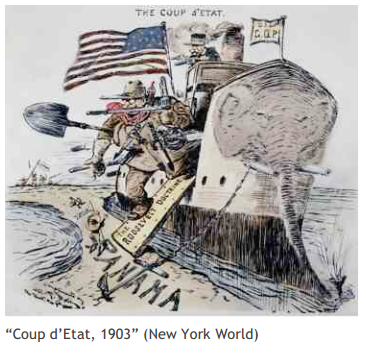 THE COUP D'ETAT.
G.O.P.
THE
ROOSEVELT DOCTRINE
PANAMA
“Coup d’Etat, 1903” (New York World)